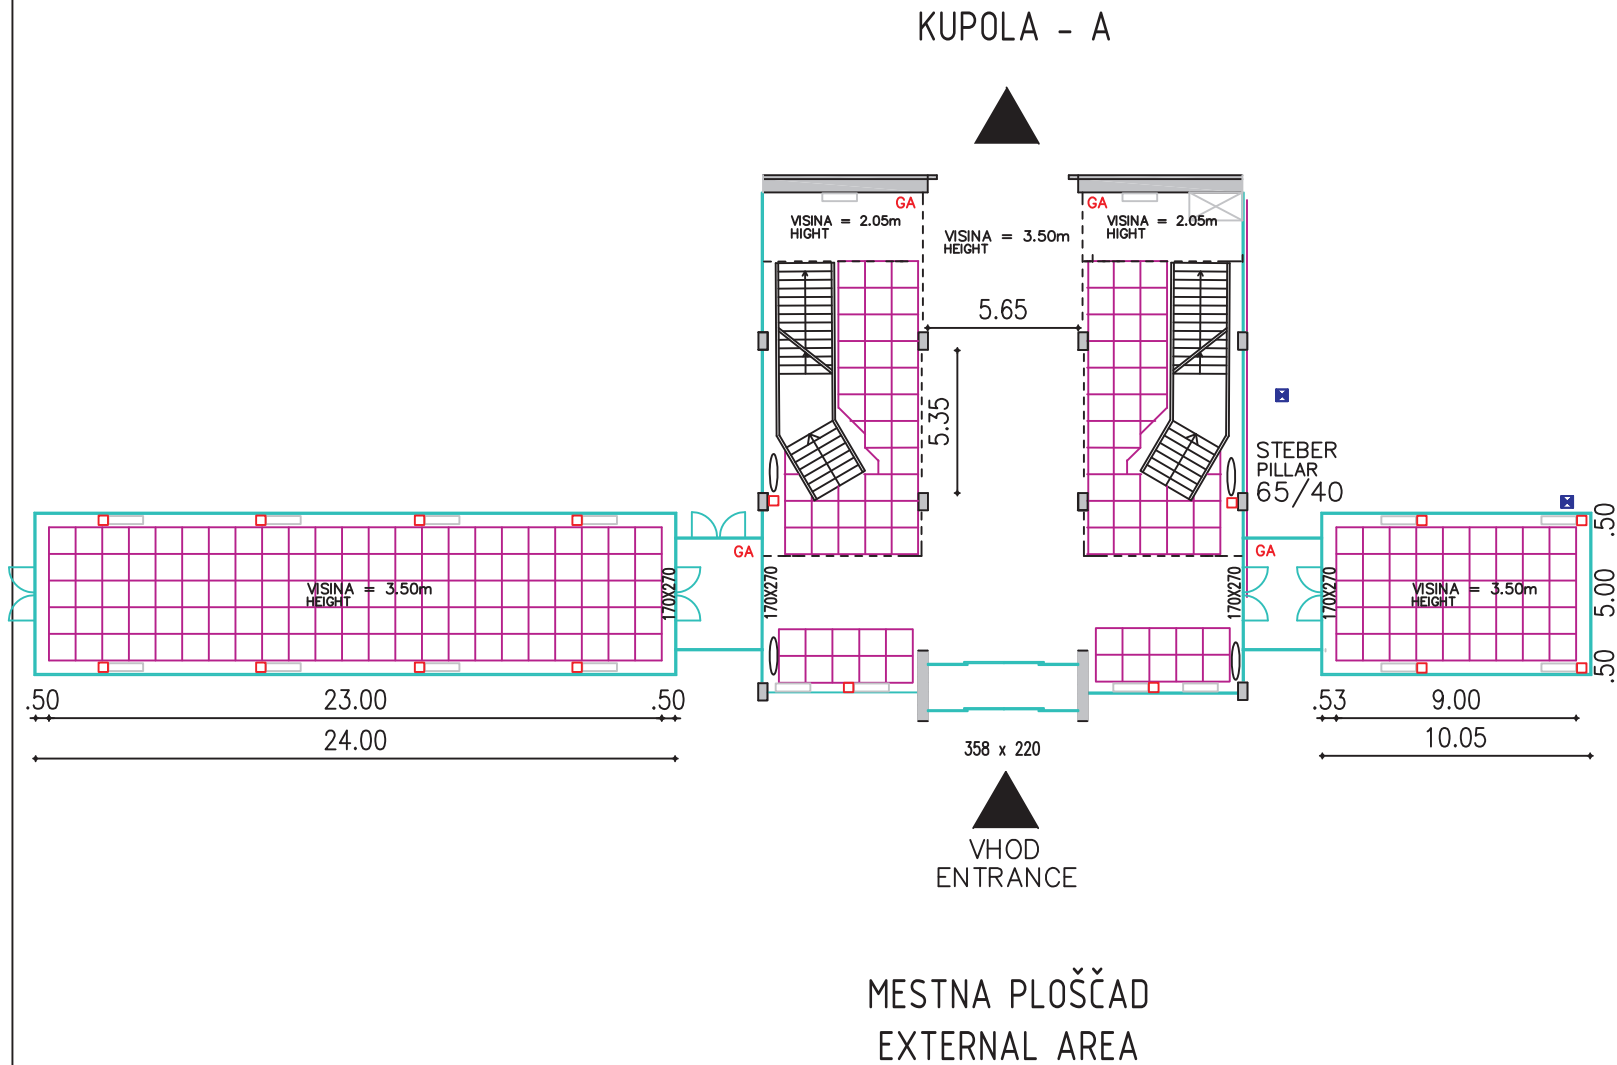 KUPOLA - A
GA
GA
VISINA = 2.05m
HIGHT
VISINA = 3.50m
HEIGHT
VISINA = 2.05m
HIGHT
5.65
5.35
STEBER
PILLAR
65/40
GA
GA
170X270
170X270
170X270
170X270
VISINA = 3.50m
HEIGHT
VISINA = 3.50m
HEIGHT
.50
5.00
.50
.50
23.00
.50
24.00
.53
9.00
10.05
358 x 220
VHOD
ENTRANCE
MESTNA PLOŠČAD
EXTERNAL AREA